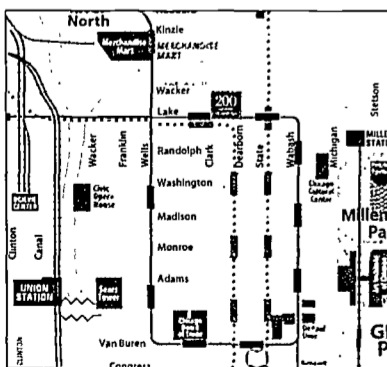 North
Kinzie
Merchandise
Mart
MERCHANDISE
MART
Wacker
200
Lake
Stetson
Wacker
Franklin
Wells
Randolph
Clark
Dearborn
State
Wabash
Michigan
Washington
Chicago
Cultural
Center
Civic
Opera
House
Madison
Millen
Pa
Clinton
Canal
Monroe
Adams
UNION
STATION
Sears
Tower
CLINTON
Van Buren
Congress